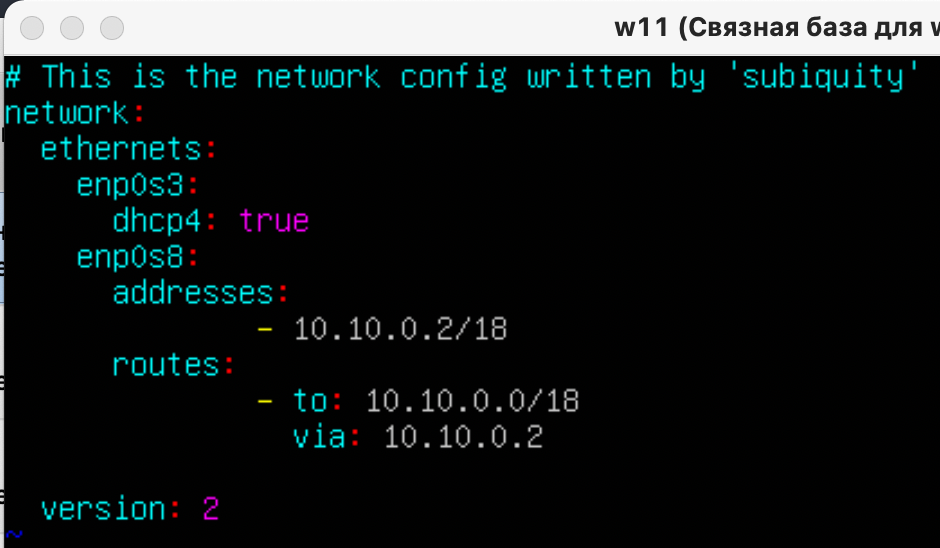 w11 (Связная база для
# This is the network config written by 'subiquity'
network:
  ethernets:
    enp0s3:
      dhcp4: true
    enp0s8:
      addresses:
              - 10.10.0.2/18
      routes:
              - to: 10.10.0.0/18
                via: 10.10.0.2
  version: 2
~